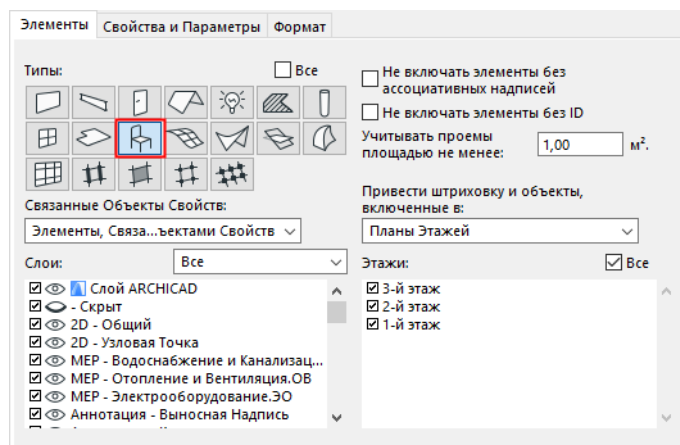 Элементы Свойства и Параметры Формат
Типы:
Все
Не включать элементы без
ассоциативных надписей
Не включать элементы без ID
Учитывать проемы
площадью не менее:
1,00 м².
Связанные Объекты Свойств:
Элементы, Связа...ъектами Свойств
Привести штриховку и объекты,
включенные в:
Планы Этажей
Слои:
Все
Слой ARCHICAD
- Скрыт
2D - Общий
2D - Узловая Точка
MEP - Водоснабжение и Канализац...
MEP - Отопление и Вентиляция.ОВ
MEP - Электрооборудование.ЭО
Аннотация - Выносная Надпись
Этажи:
Все
3-й этаж
2-й этаж
1-й этаж